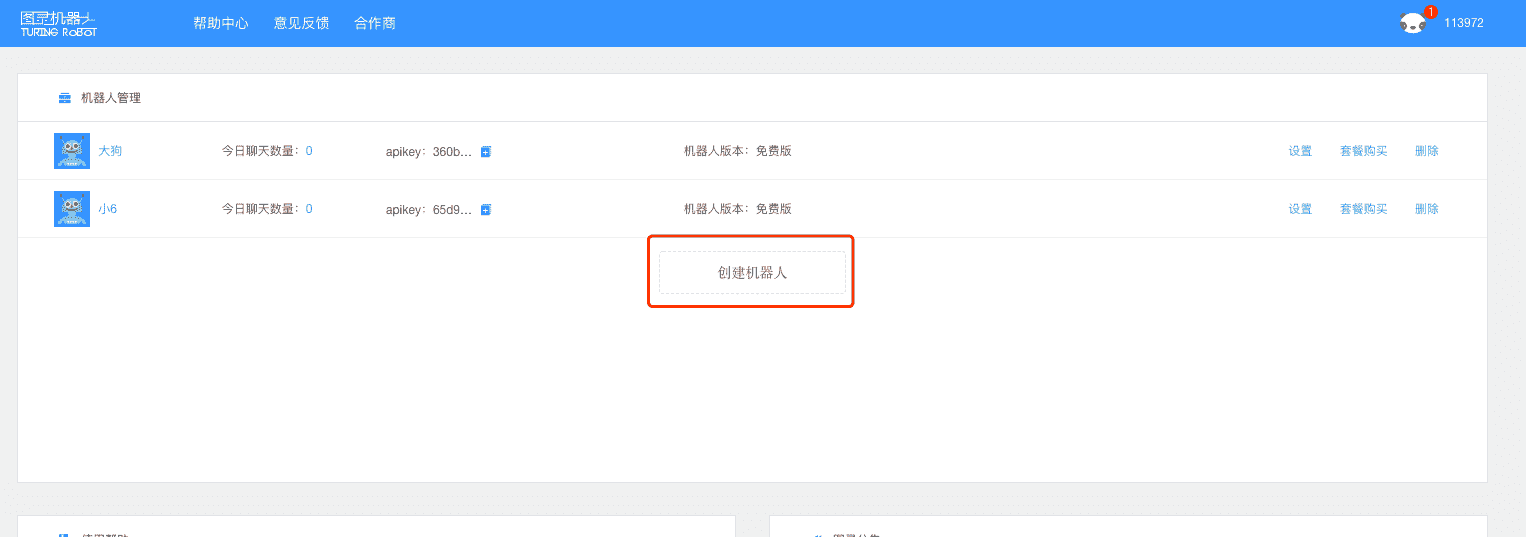 图灵机器人 帮助中心 意见反馈 合作商 1 113972
TURING ROBOT
机器人管理
大狗 今日聊天数量：0 apikey：360b... 机器人版本：免费版 设置 套餐购买 删除
小6 今日聊天数量：0 apikey：65d9... 机器人版本：免费版 设置 套餐购买 删除
创建机器人